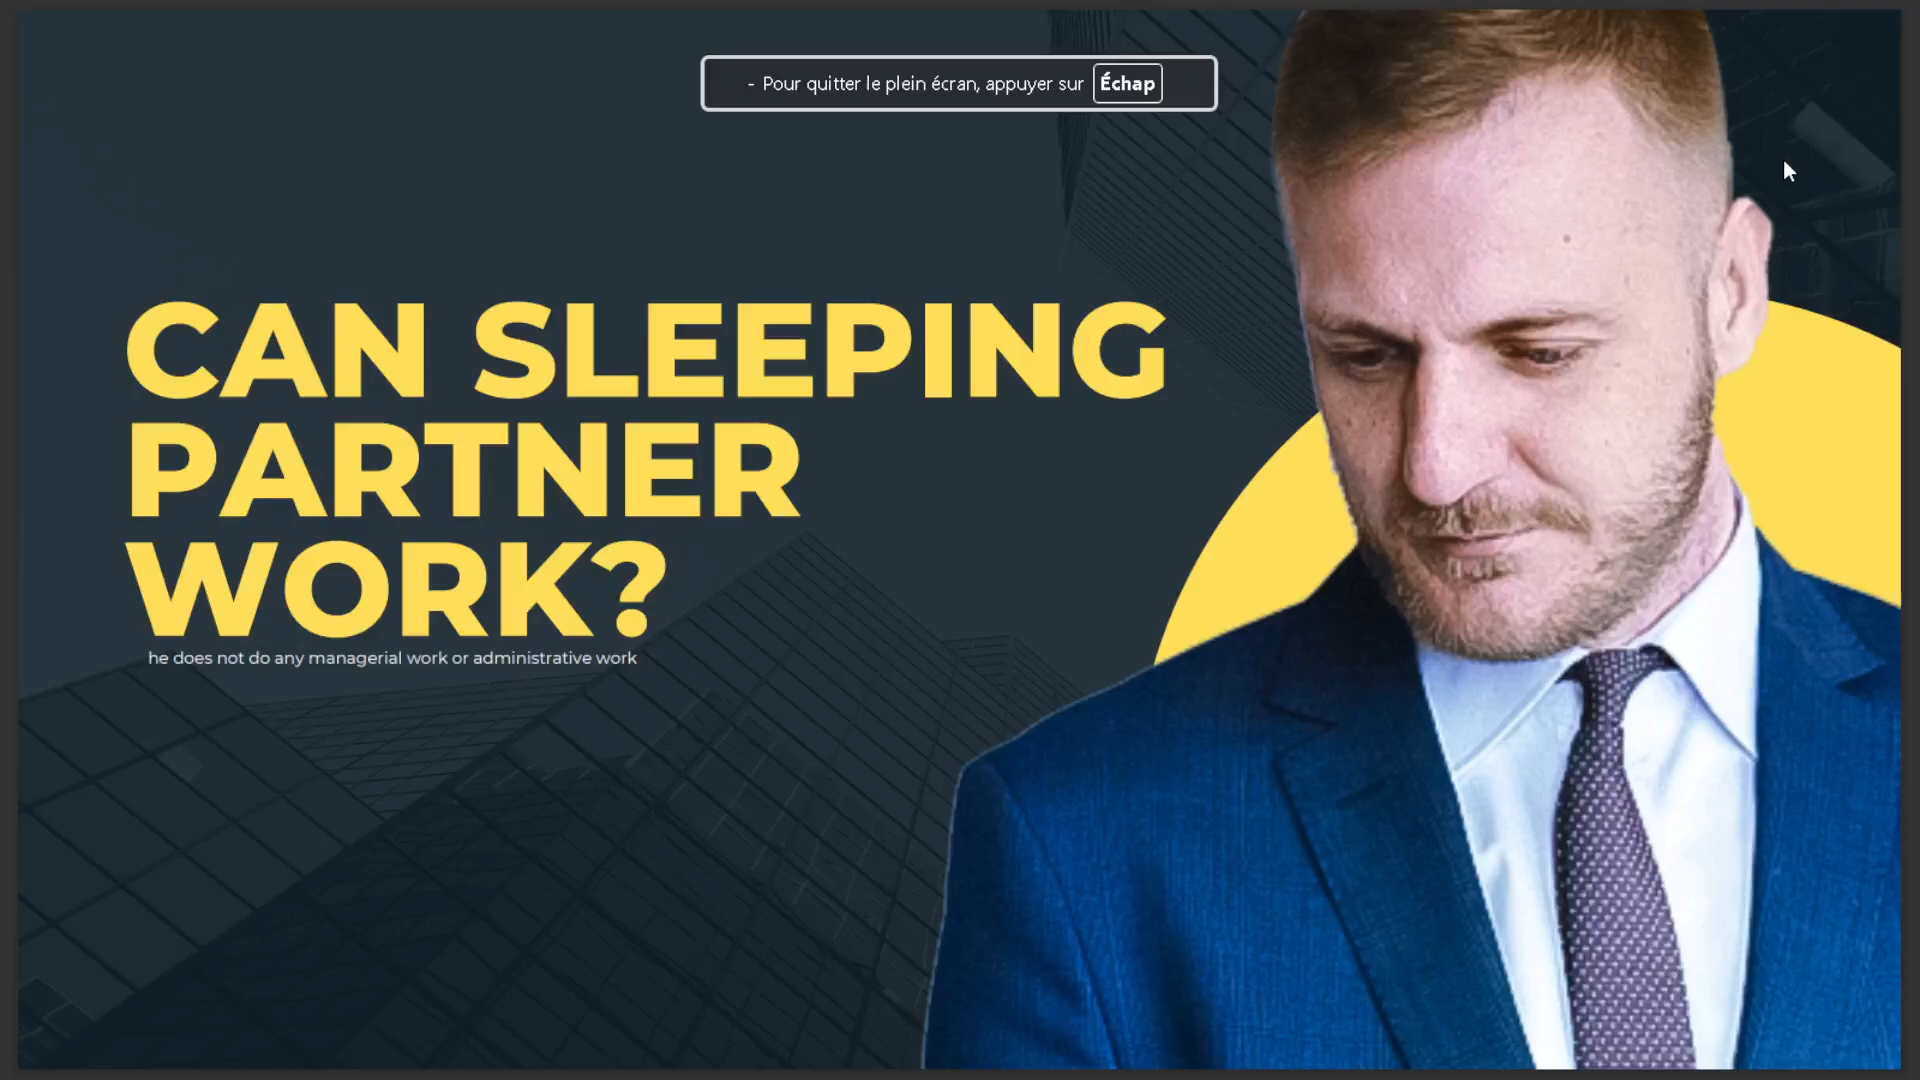 - Pour quitter le plein écran, appuyer sur Échap
CAN SLEEPING
PARTNER
WORK?
he does not do any managerial work or administrative work